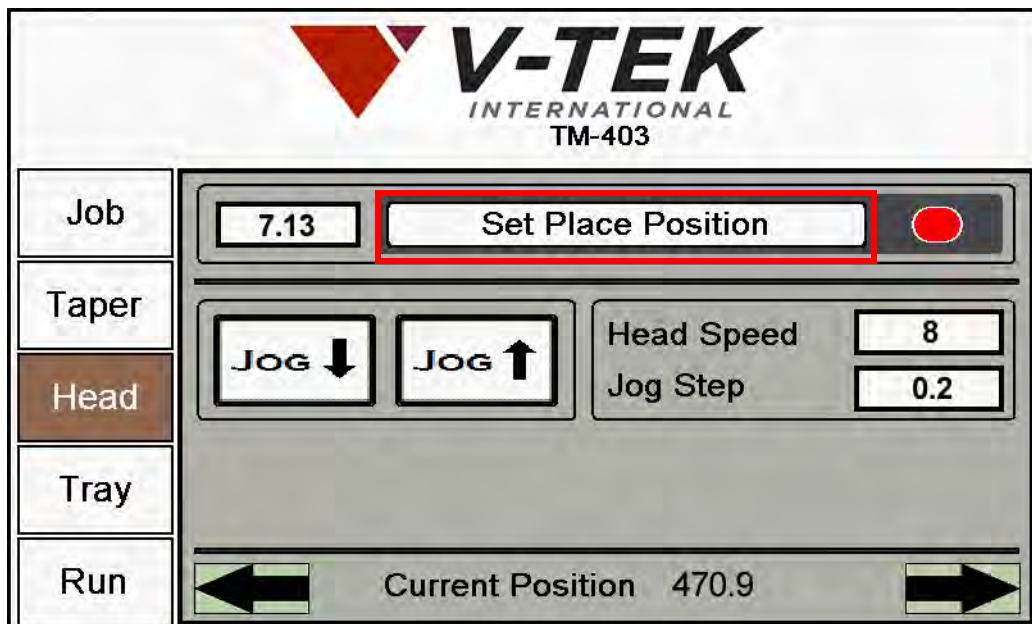 V-TEK
INTERNATIONAL
TM-403
Job
7.13 Set Place Position
Taper
Jog Jog
Head Speed 8
Jog Step 0.2
Head
Tray
Run
Current Position 470.9